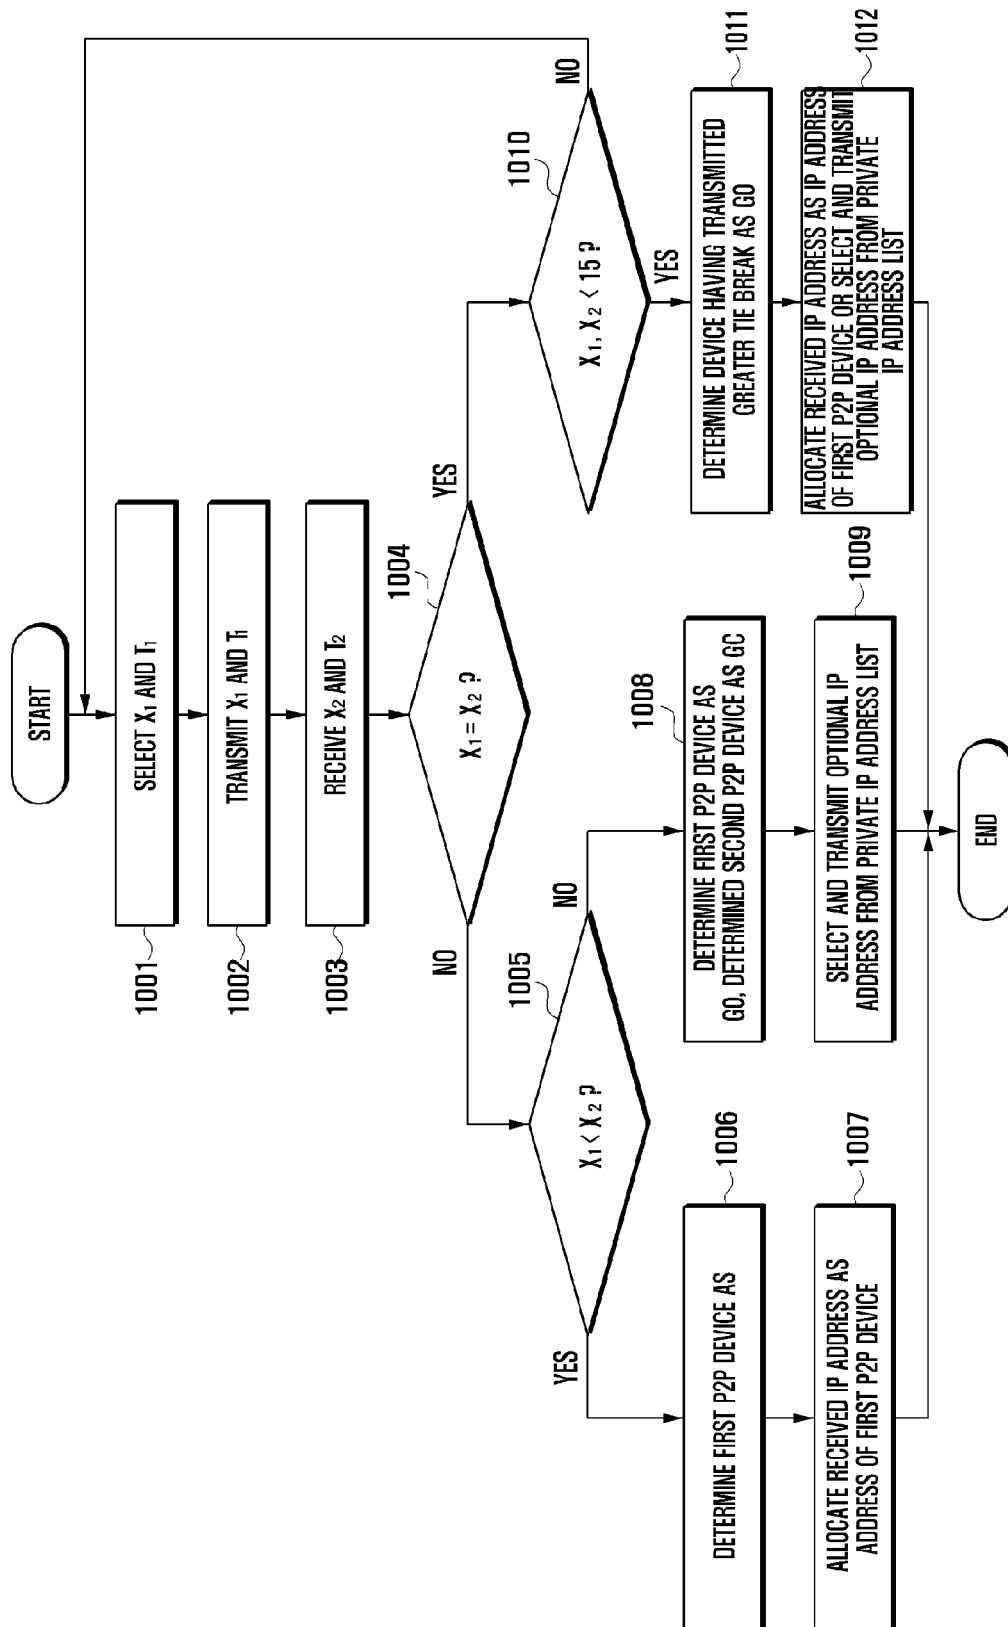 START
SELECT X1 AND T1
1001
TRANSMIT X1 AND T1
1002
RECEIVE X2 AND T2
1003
X1 = X2 ?
1004
NO
YES
X1 < X2 ?
1005
YES
NO
DETERMINE FIRST P2P DEVICE AS
1006
ALLOCATE RECEIVED IP ADDRESS AS
ADDRESS OF FIRST P2P DEVICE
1007
DETERMINE FIRST P2P DEVICE AS
GO, DETERMINED SECOND P2P DEVICE AS GC
1008
SELECT AND TRANSMIT OPTIONAL IP
ADDRESS FROM PRIVATE IP ADDRESS LIST
1009
X1, X2 < 15 ?
1010
NO
YES
DETERMINE DEVICE HAVING TRANSMITTED
GREATER TIE BREAK AS GO
1011
ALLOCATE RECEIVED IP ADDRESS AS IP ADDRESS
OF FIRST P2P DEVICE OR SELECT AND TRANSMIT
OPTIONAL IP ADDRESS FROM PRIVATE
IP ADDRESS LIST
1012
END